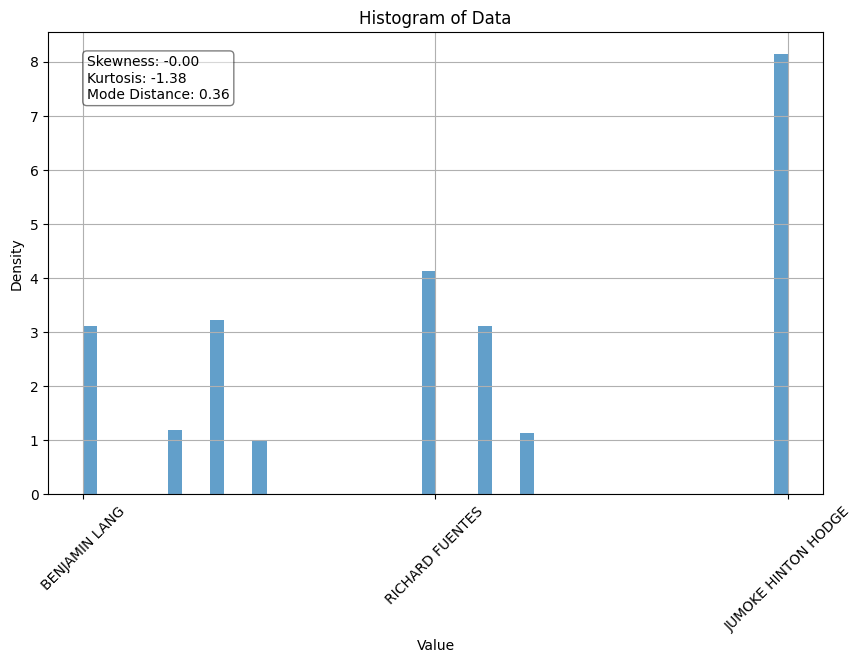 Histogram of Data
Skewness: -0.00
Kurtosis: -1.38
Mode Distance: 0.36
Density
8
7
6
5
4
3
2
1
0
BENJAMIN LANG
RICHARD FUENTES
JUMOKE HINTON HODGE
Value